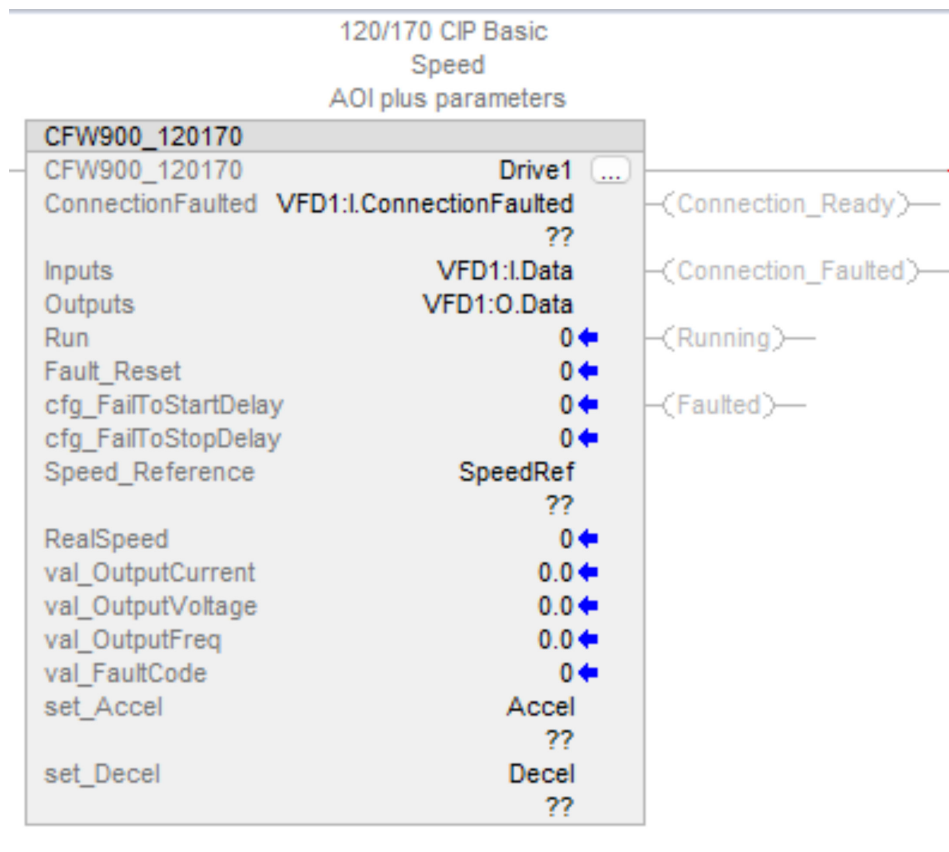 120/170 CIP Basic
Speed
AOI plus parameters
CFW900_120170
CFW900_120170 Drive1 ...
ConnectionFaulted VFD1:I.ConnectionFaulted (Connection_Ready)
??
Inputs VFD1:I.Data (Connection_Faulted)
Outputs VFD1:O.Data
Run 0 (Running)
Fault_Reset 0
cfg_FailToStartDelay 0 (Faulted)
cfg_FailToStopDelay 0
Speed_Reference SpeedRef
??
RealSpeed 0
val_OutputCurrent 0.0
val_OutputVoltage 0.0
val_OutputFreq 0.0
val_FaultCode 0
set_Accel Accel
??
set_Decel Decel
??